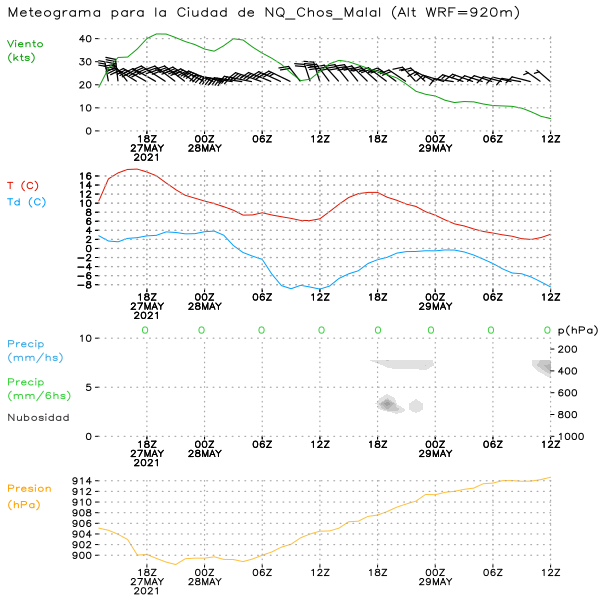 Meteograma para la Ciudad de NQ_Chos_Malal (Alt WRF=920m)
Viento
(kts)
40
30
20
10
0
18Z 00Z 06Z 12Z 18Z 00Z 06Z 12Z
27MAY 28MAY 29MAY
2021
T (C)
Td (C)
16
14
12
10
8
6
4
2
0
-2
-4
-6
-8
18Z 00Z 06Z 12Z 18Z 00Z 06Z 12Z
27MAY 28MAY 29MAY
2021
0 0 0 0 0 0 0 0
p(hPa)
Precip
(mm/hs)
Precip
(mm/6hs)
Nubosidad
10
5
0
200
400
600
800
1000
18Z 00Z 06Z 12Z 18Z 00Z 06Z 12Z
27MAY 28MAY 29MAY
2021
Presion
(hPa)
914
912
910
908
906
904
902
900
18Z 00Z 06Z 12Z 18Z 00Z 06Z 12Z
27MAY 28MAY 29MAY
2021